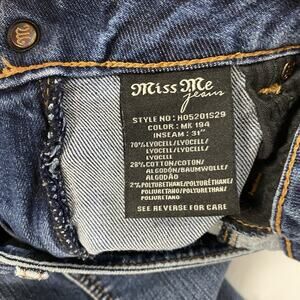 Miss Me
jeans
STYLE NO: H05201S29
COLOR: MK 194
INSEAM: 31"
70% LYOCELL/LYOCELL/
LYOCELL/LYOCELL/
LYOCELL
28% COTTON/COTON/
ALGODÓN/BAUMWOLLE/
ALGODÃO
2% POLYURETHANE/POLYURÉTHANE/
POLIURETANO/POLYURETHAN/
POLIURETANO
SEE REVERSE FOR CARE